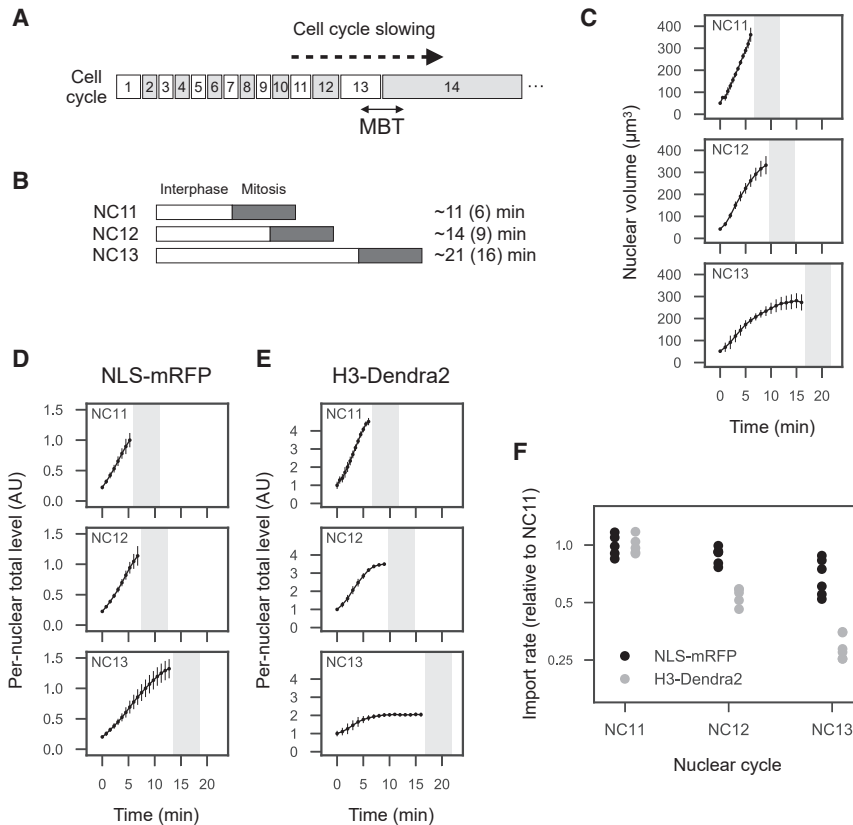 A
Cell cycle slowing
Cell
cycle
1 2 3 4 5 6 7 8 9 10 11 12 13 14 ...
MBT
B
Interphase Mitosis
NC11 ~11 (6) min
NC12 ~14 (9) min
NC13 ~21 (16) min
C
Nuclear volume (µm³)
NC11
400
300
200
100
0
NC12
400
300
200
100
0
NC13
400
300
200
100
0
0 5 10 15 20
Time (min)
D
NLS-mRFP
Per-nuclear total level (AU)
NC11
1.5
1.0
0.5
0.0
NC12
1.5
1.0
0.5
0.0
NC13
1.5
1.0
0.5
0.0
0 5 10 15 20
Time (min)
E
H3-Dendra2
Per-nuclear total level (AU)
NC11
4
3
2
1
0
NC12
4
3
2
1
0
NC13
4
3
2
1
0
0 5 10 15 20
Time (min)
F
Import rate (relative to NC11)
1.0
0.5
0.25
NLS-mRFP
H3-Dendra2
NC11 NC12 NC13
Nuclear cycle